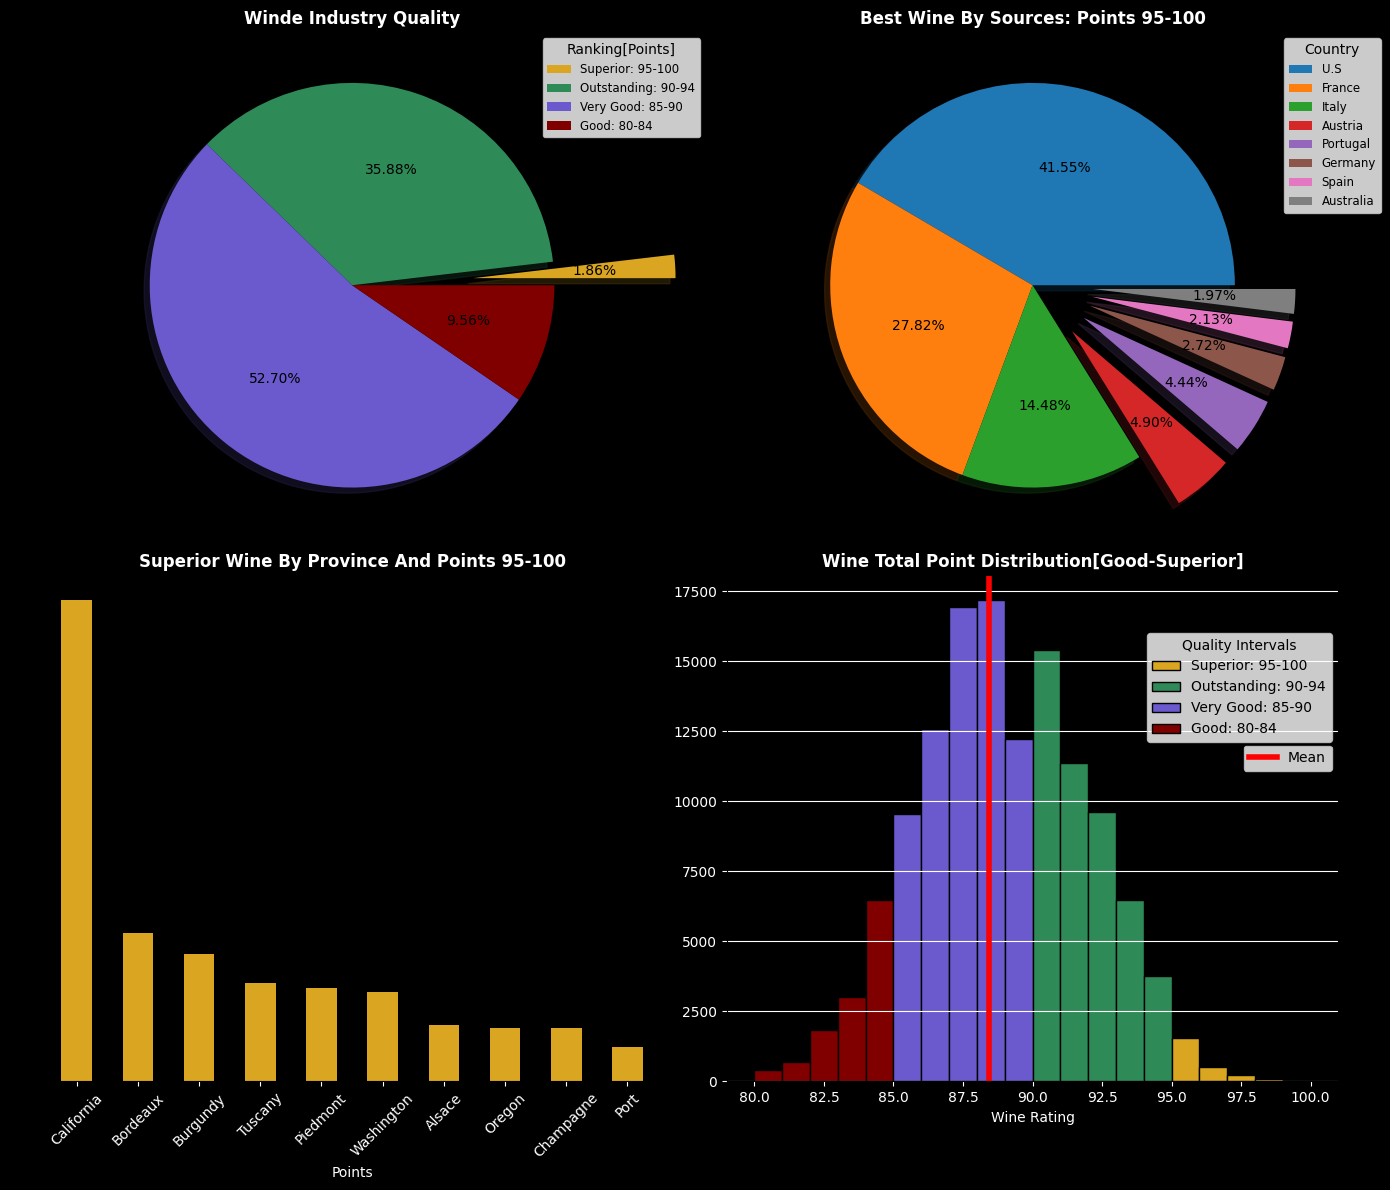 Winde Industry Quality
Ranking[Points]
Superior: 95-100
Outstanding: 90-94
Very Good: 85-90
Good: 80-84
35.88%
1.86%
9.56%
52.70%
Best Wine By Sources: Points 95-100
Country
U.S
France
Italy
Austria
Portugal
Germany
Spain
Australia
41.55%
27.82%
14.48%
4.90%
4.44%
2.72%
2.13%
1.97%
Superior Wine By Province And Points 95-100
California
Bordeaux
Burgundy
Tuscany
Piedmont
Washington
Alsace
Oregon
Champagne
Port
Points
Wine Total Point Distribution[Good-Superior]
17500
15000
12500
10000
7500
5000
2500
0
Quality Intervals
Superior: 95-100
Outstanding: 90-94
Very Good: 85-90
Good: 80-84
Mean
80.0 82.5 85.0 87.5 90.0 92.5 95.0 97.5 100.0
Wine Rating